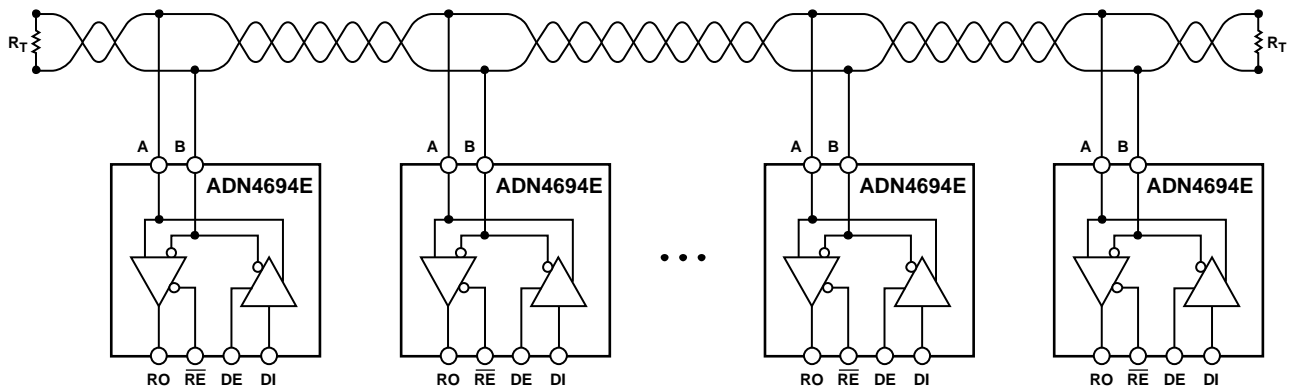 RT RT
A B A B A B A B
ADN4694E ADN4694E ADN4694E ADN4694E
RO RE DE DI RO RE DE DI RO RE DE DI RO RE DE DI